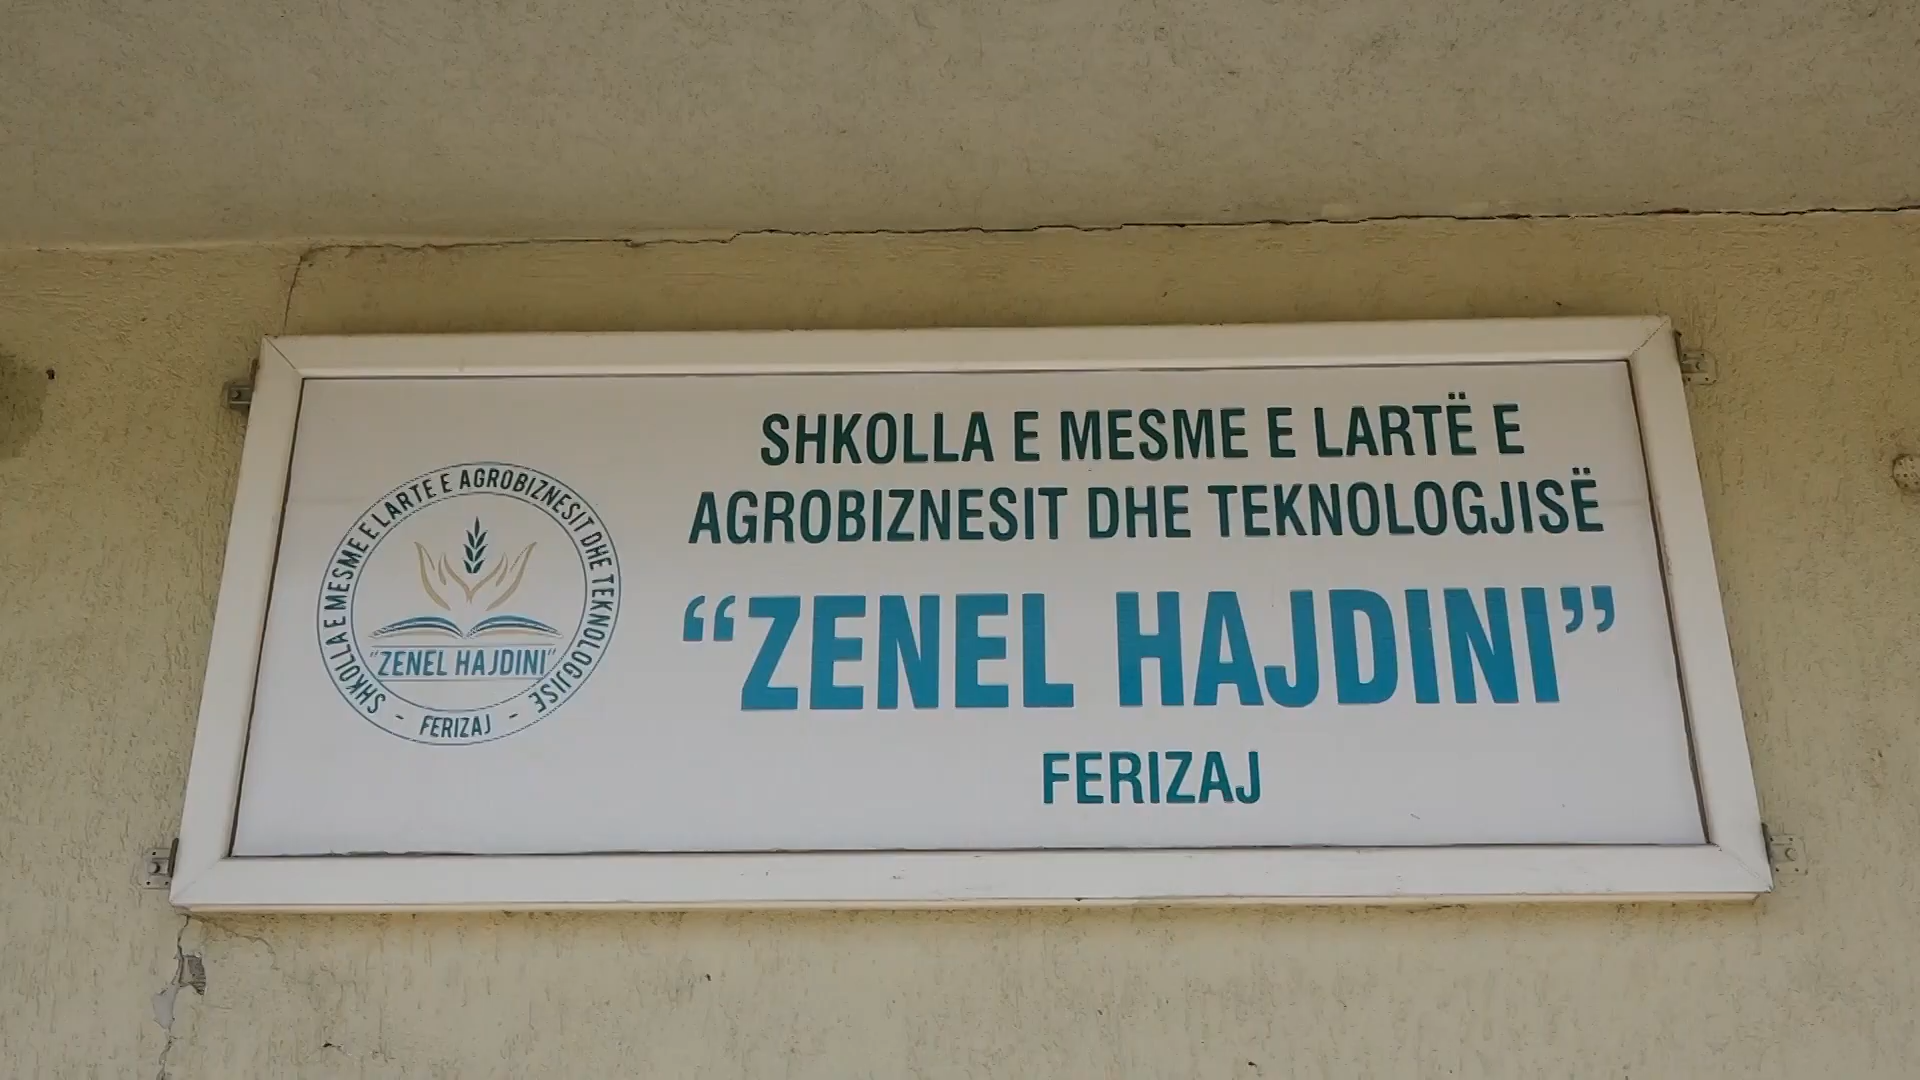 SHKOLLA E MESME E LARTË E
AGROBIZNESIT DHE TEKNOLOGJISË
“ZENEL HAJDINI”
FERIZAJ
SHKOLLA E MESME E LARTE E AGROBIZNESIT DHE TEKNOLOGJISE
"ZENEL HAJDINI"
- FERIZAJ -